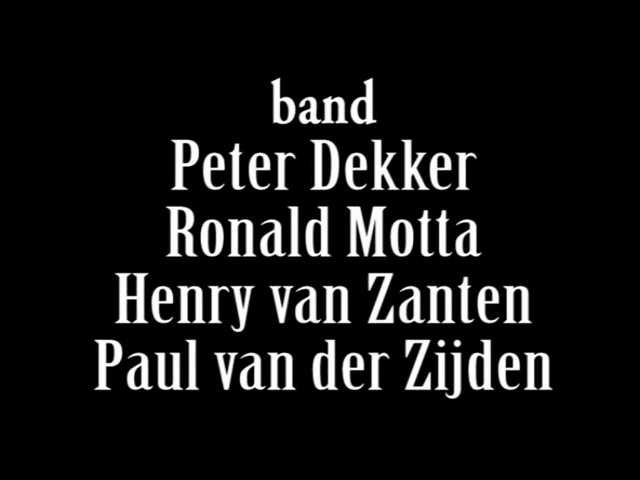 band
Peter Dekker
Ronald Motta
Henry van Zanten
Paul van der Zijden